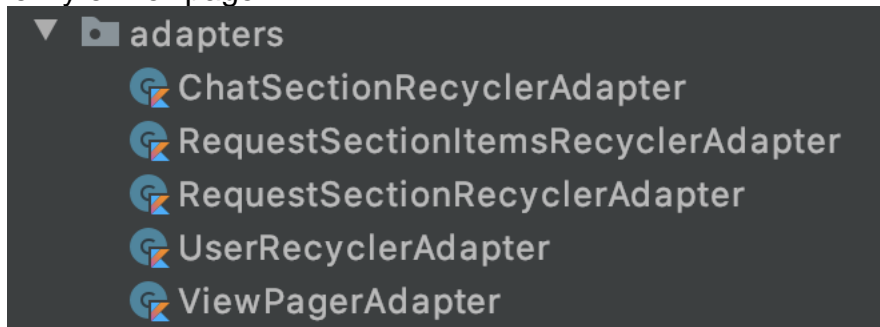 adapters
ChatSectionRecyclerAdapter
RequestSectionItemsRecyclerAdapter
RequestSectionRecyclerAdapter
UserRecyclerAdapter
ViewPagerAdapter